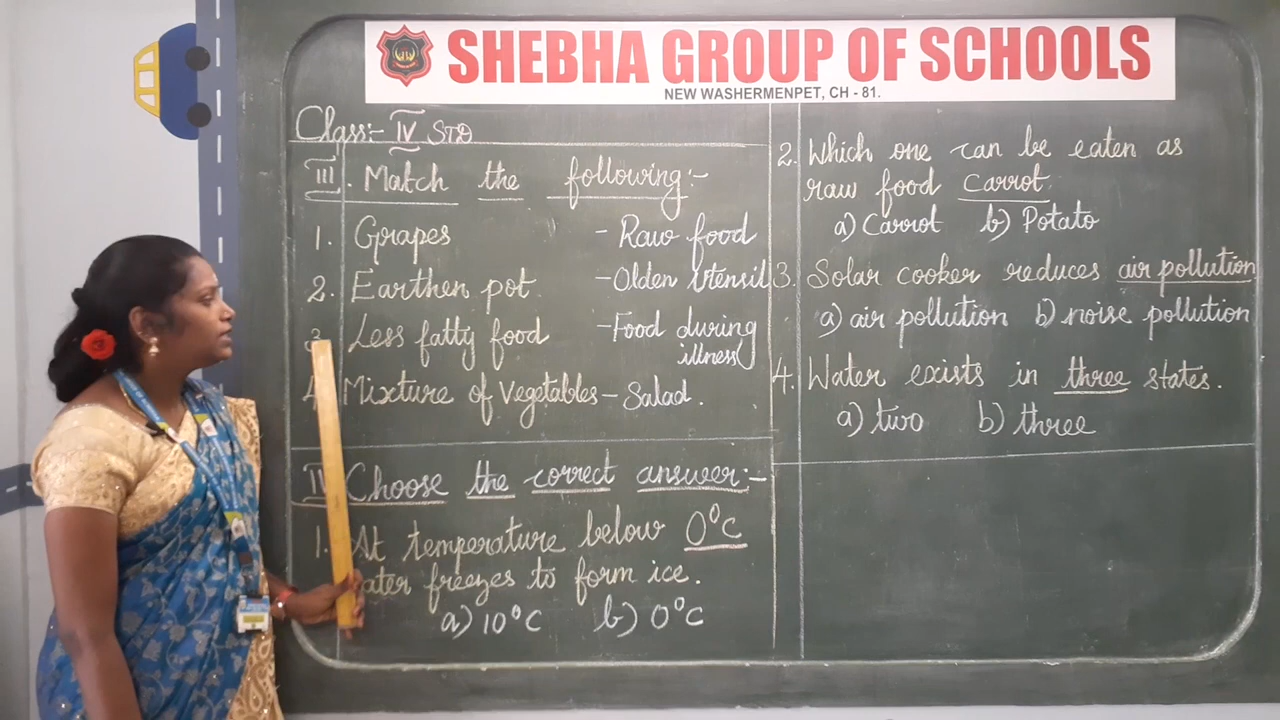 SHEBHA GROUP OF SCHOOLS
NEW WASHERMENPET, CH - 81.
Class:- IV STD
III. Match the following:-
1. Grapes - Raw food
2. Earthen pot - Olden Utensil
3 Less fatty food - Food during
illness
4. Mixture of Vegetables - Salad.
IV Choose the correct answer:-
1. At temperature below 0°C
ater freezes to form ice.
a) 10°C b) 0°C
2. Which one can be eaten as
raw food Carrot.
a) Carrot b) Potato
3. Solar cooker reduces air pollution
a) air pollution b) noise pollution
4. Water exists in three states.
a) two b) three